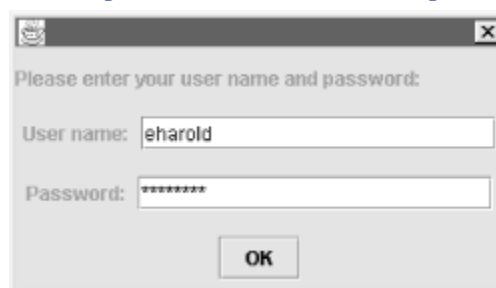 Please enter your user name and password:
User name: eharold
Password: ********
OK